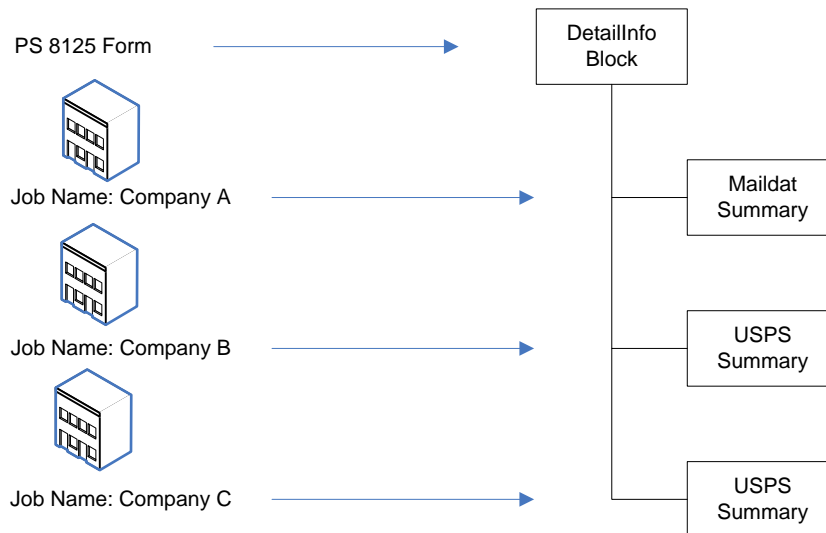 PS 8125 Form
DetailInfo
Block
Job Name: Company A
Maildat
Summary
Job Name: Company B
USPS
Summary
Job Name: Company C
USPS
Summary